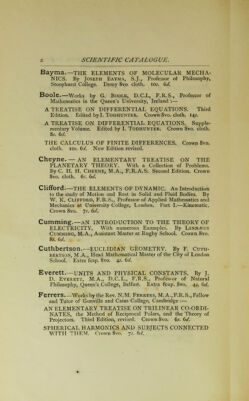 2 SCIENTIFIC CATALOGUE.
Bayma.—THE ELEMENTS OF MOLECULAR MECHA-
NICS. By JOSEPH BAYMA, S.J., Professor of Philosophy,
Stonyhurst College. Demy 8vo. cloth. 10s. 6d.
Boole.—Works by G. BOOLE, D.C.L., F.R.S., Professor of
Mathematics in the Queen's University, Ireland :—
A TREATISE ON DIFFERENTIAL EQUATIONS. Third
Edition. Edited by I. TODHUNTER. Crown 8vo. cloth. 14s.
A TREATISE ON DIFFERENTIAL EQUATIONS. Supple-
mentary Volume. Edited by I. TODHUNTER. Crown 8vo. cloth.
8s. 6d.
THE CALCULUS OF FINITE DIFFERENCES. Crown 8vo.
cloth. 10s. 6d. New Edition revised.
Cheyne. — AN ELEMENTARY TREATISE ON THE
PLANETARY THEORY. With a Collection of Problems.
By C. H. H. CHEYNE, M.A., F.R.A.S. Second Edition. Crown
8vo. cloth. 6s. 6d.
Clifford.—THE ELEMENTS OF DYNAMIC. An Introduction
to the study of Motion and Rest in Solid and Fluid Bodies. By
W. K. CLIFFORD, F.R.S., Professor of Applied Mathematics and
Mechanics at University College, London. Part I.—Kinematic.
Crown 8vo. 7s. 6d.
Cumming.—AN INTRODUCTION TO THE THEORY OF
ELECTRICITY. With numerous Examples. By LINNÆUS
CUMMING, M.A., Assistant Master at Rugby School. Crown 8vo.
8s. 6d.
Cuthbertson.—EUCLIDIAN GEOMETRY. By F. CUTH-
BERTSON, M.A., Head Mathematical Master of the City of London
School. Extra fcap. 8vo. 4s. 6d.
Everett.—UNITS AND PHYSICAL CONSTANTS. By J.
D. EVERETT, M.A., D.C.L., F.R.S., Professor of Natural
Philosophy, Queen's College, Belfast. Extra fcap. 8vo. 4s. 6d.
Ferrers.—Works by the Rev. N.M. FERRERS, M.A., F.R.S., Fellow
and Tutor of Gonville and Caius College, Cambridge :—
AN ELEMENTARY TREATISE ON TRILINEAR CO-ORDI-
NATES, the Method of Reciprocal Polars, and the Theory of
Projectors. Third Edition, revised. Crown 8vo. 6s. 6d.
SPHERICAL HARMONICS AND SUBJECTS CONNECTED
WITH THEM. Crown 8vo. 7s. 6d.